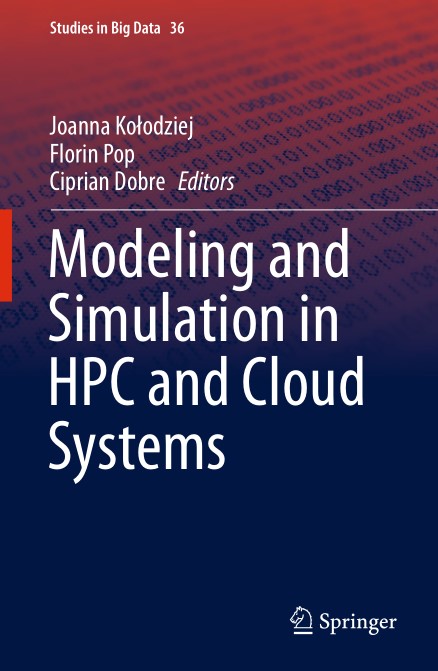 Studies in Big Data 36
Joanna Kołodziej
Florin Pop
Ciprian Dobre Editors
Modeling and
Simulation in
HPC and Cloud
Systems
Springer